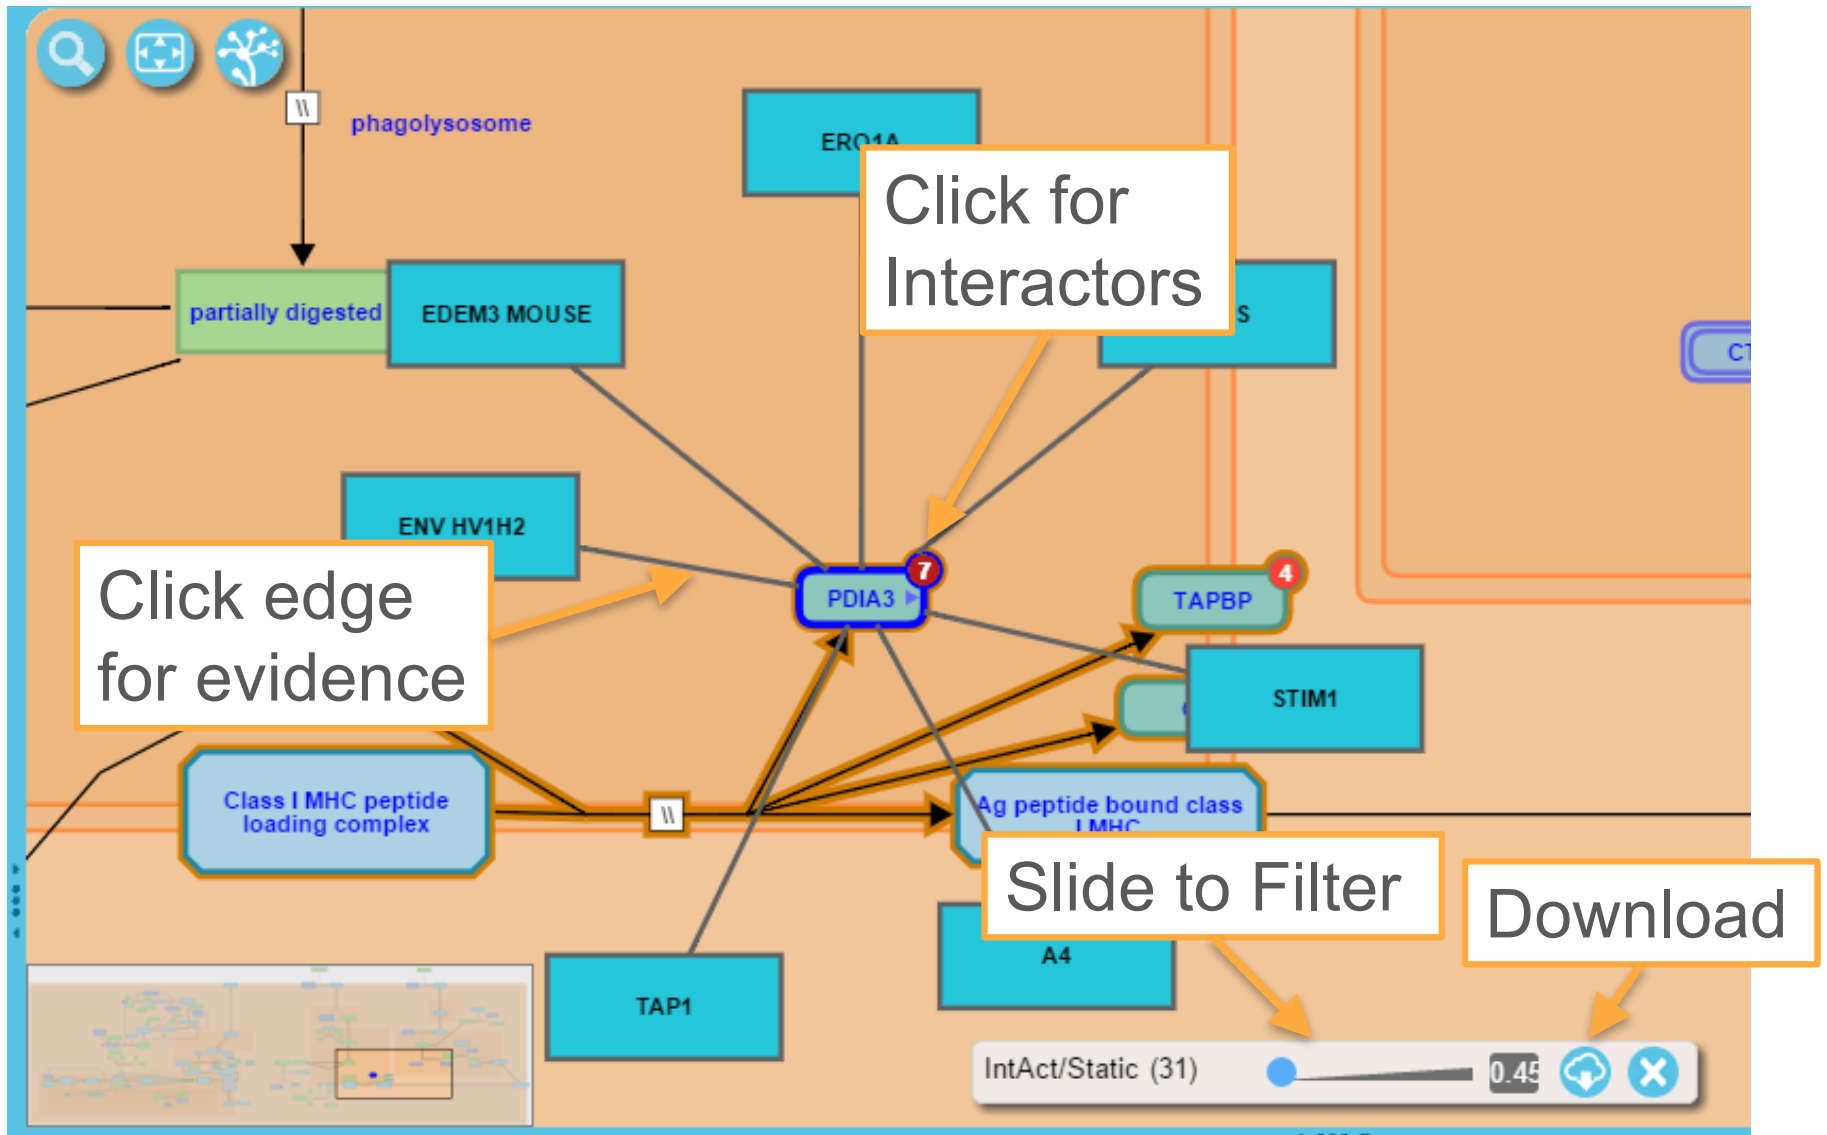 \\
phagolysosome
ERO1A
Click for
Interactors
partially digested
EDEM3 MOUSE
S
CT
ENV HV1H2
Click edge
for evidence
7
PDIA3
4
TAPBP
STIM1
Class I MHC peptide
loading complex
\\
Ag peptide bound class
I MHC
Slide to Filter
Download
A4
TAP1
IntAct/Static (31)
0.45